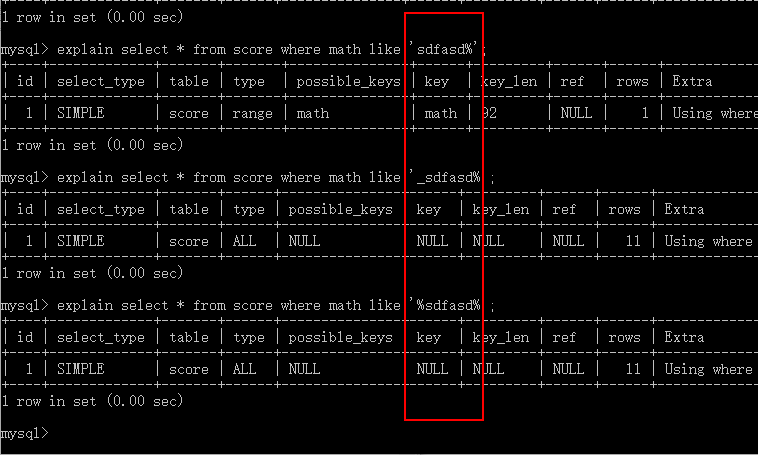 1 row in set (0.00 sec)
mysql> explain select * from score where math like 'sdfasd%';
| id | select_type | table | type | possible_keys | key | key_len | ref | rows | Extra
| 1 | SIMPLE | score | range | math | math | 92 | NULL | 1 | Using where
1 row in set (0.00 sec)
mysql> explain select * from score where math like '_sdfasd% ;
| id | select_type | table | type | possible_keys | key | key_len | ref | rows | Extra
| 1 | SIMPLE | score | ALL | NULL | NULL | NULL | NULL | 11 | Using where
1 row in set (0.00 sec)
mysql> explain select * from score where math like '%sdfasd% ;
| id | select_type | table | type | possible_keys | key | key_len | ref | rows | Extra
| 1 | SIMPLE | score | ALL | NULL | NULL | NULL | NULL | 11 | Using where
1 row in set (0.00 sec)
mysql>